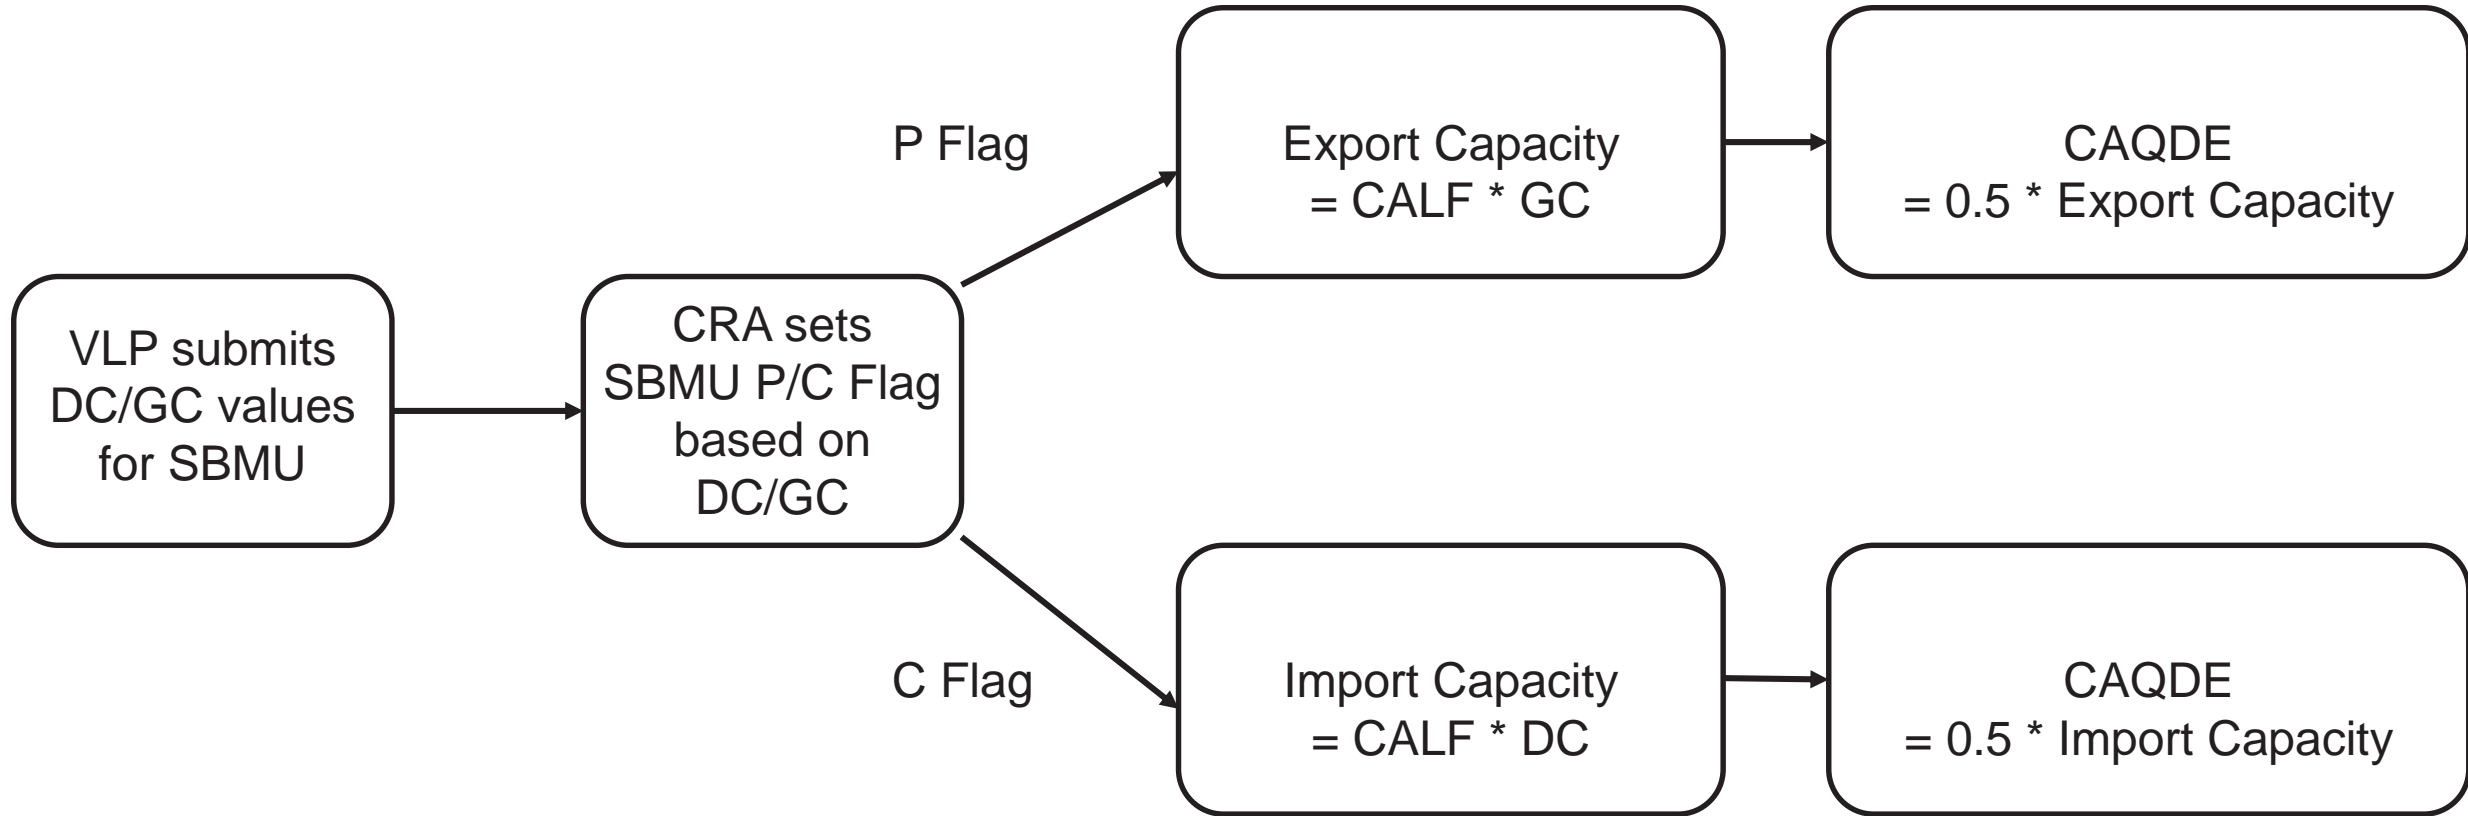 VLP submits
DC/GC values
for SBMU
CRA sets
SBMU P/C Flag
based on
DC/GC
P Flag
Export Capacity
= CALF * GC
CAQDE
= 0.5 * Export Capacity
C Flag
Import Capacity
= CALF * DC
CAQDE
= 0.5 * Import Capacity